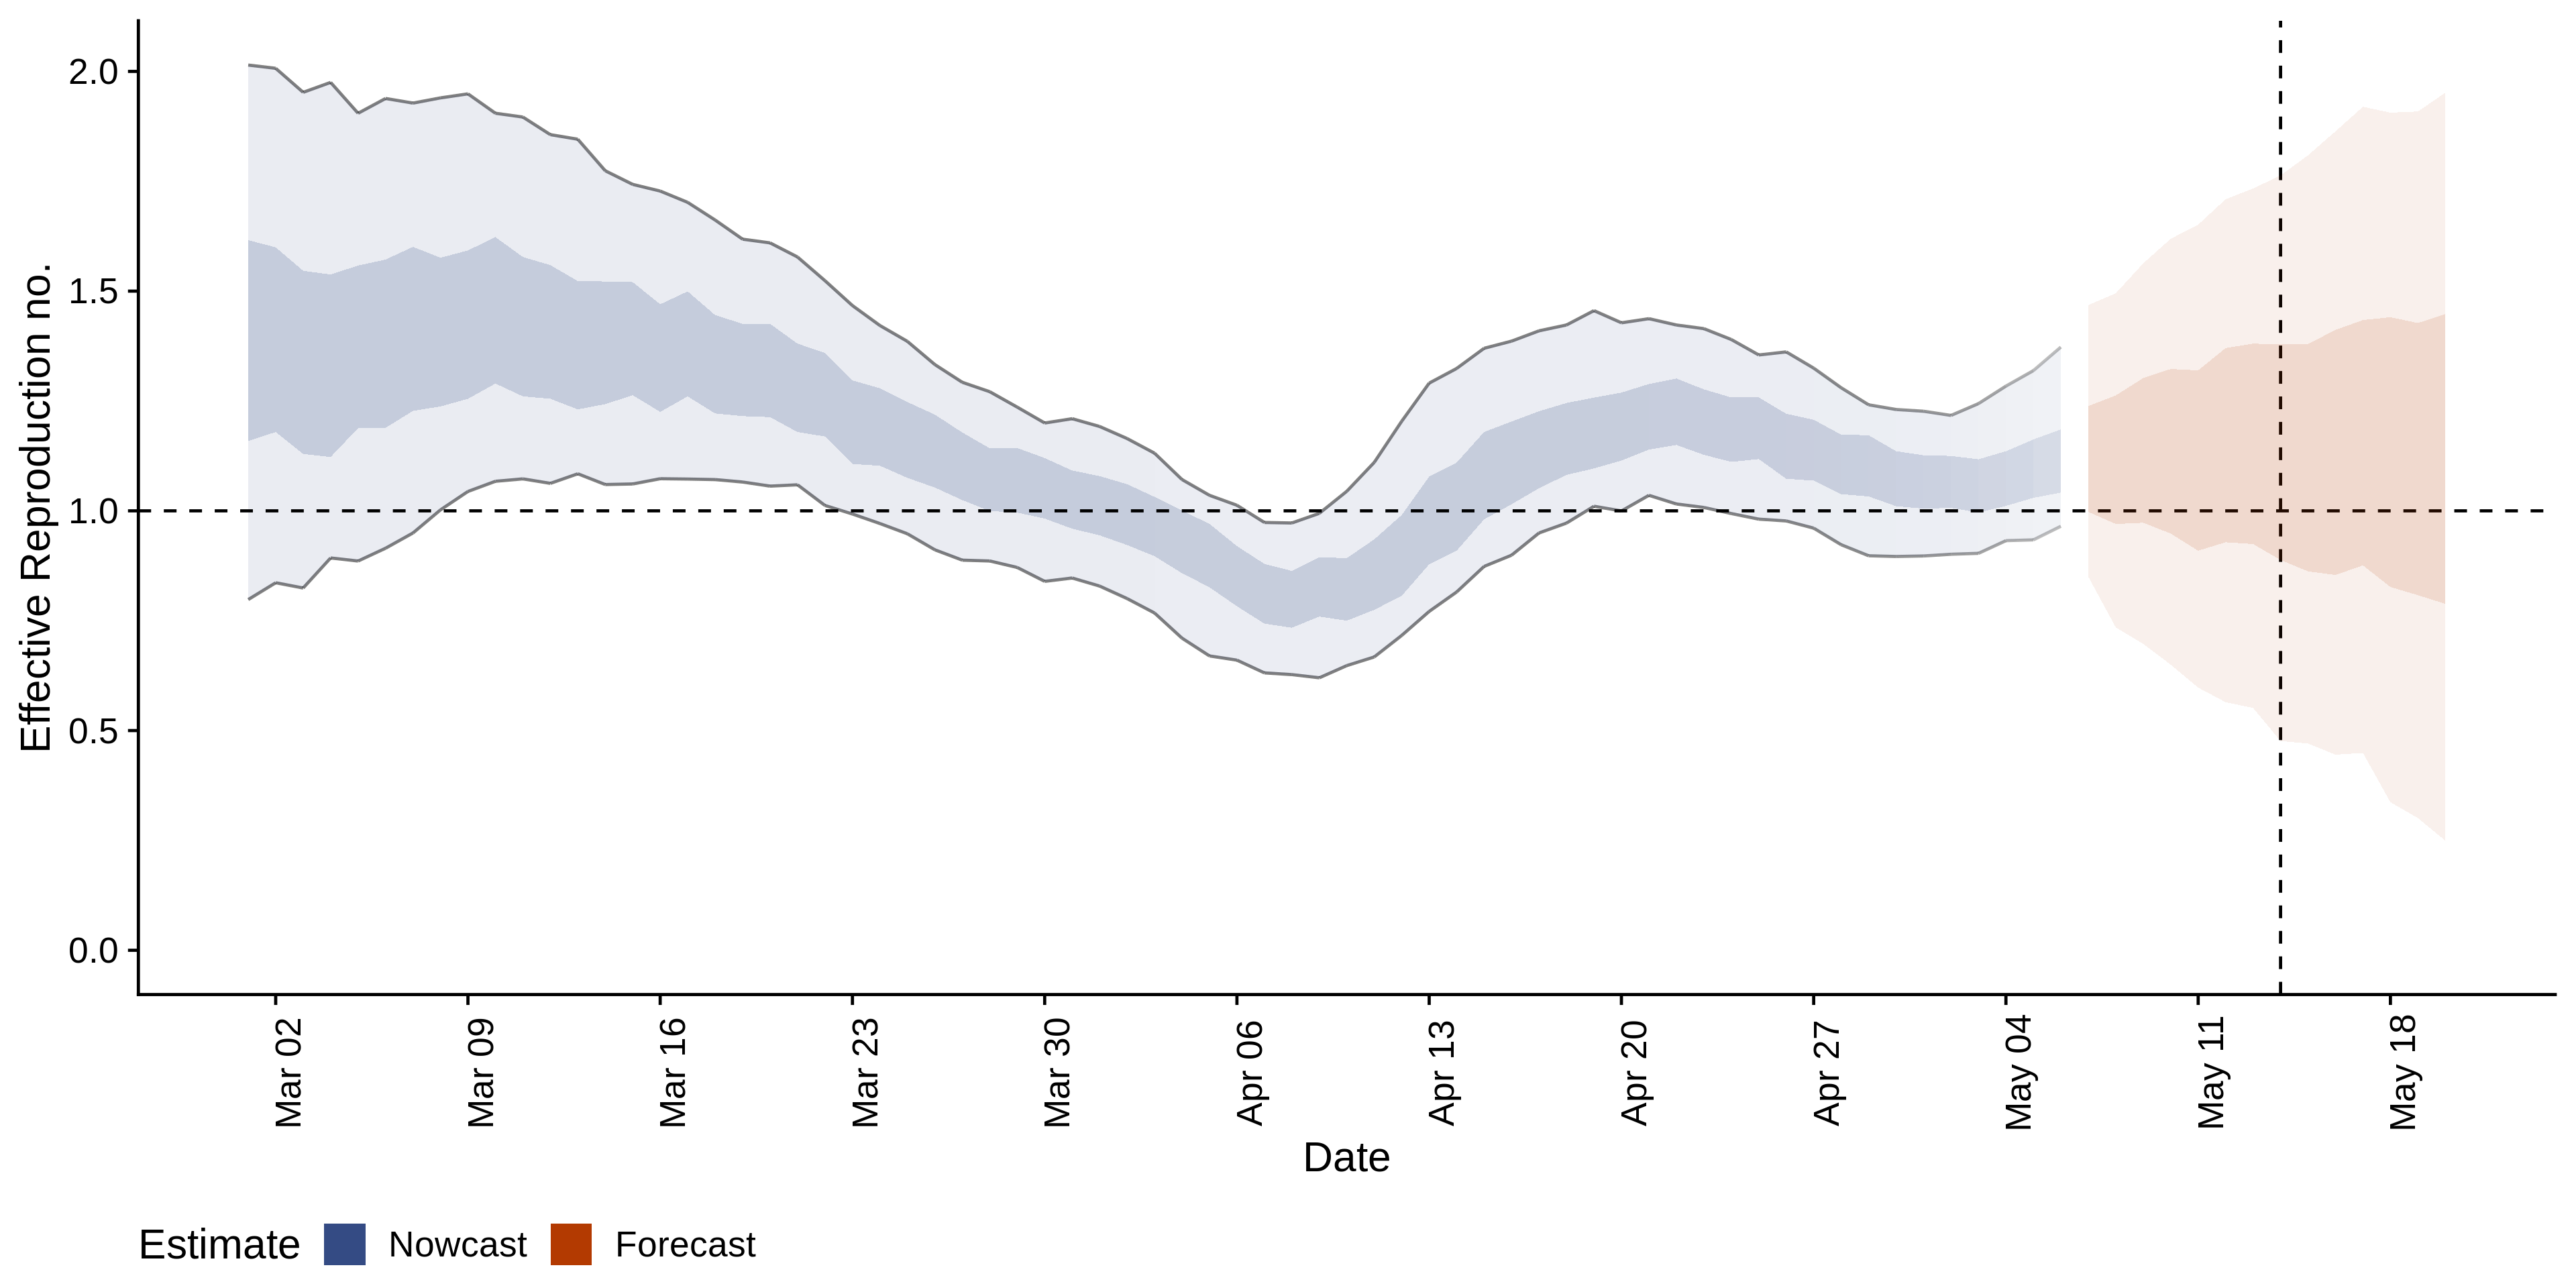 Effective Reproduction no.
2.0
1.5
1.0
0.5
0.0
Mar 02
Mar 09
Mar 16
Mar 23
Mar 30
Apr 06
Apr 13
Apr 20
Apr 27
May 04
May 11
May 18
Date
Estimate Nowcast Forecast